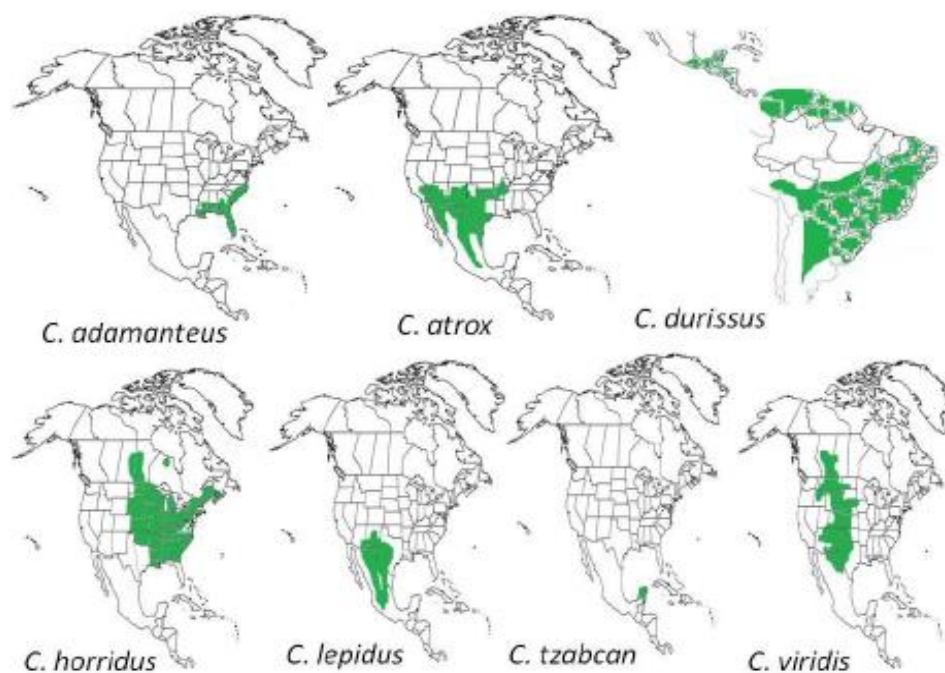 C. adamanteus
C. atrox
C. durissus
C. horridus
C. lepidus
C. tzabcan
C. viridis